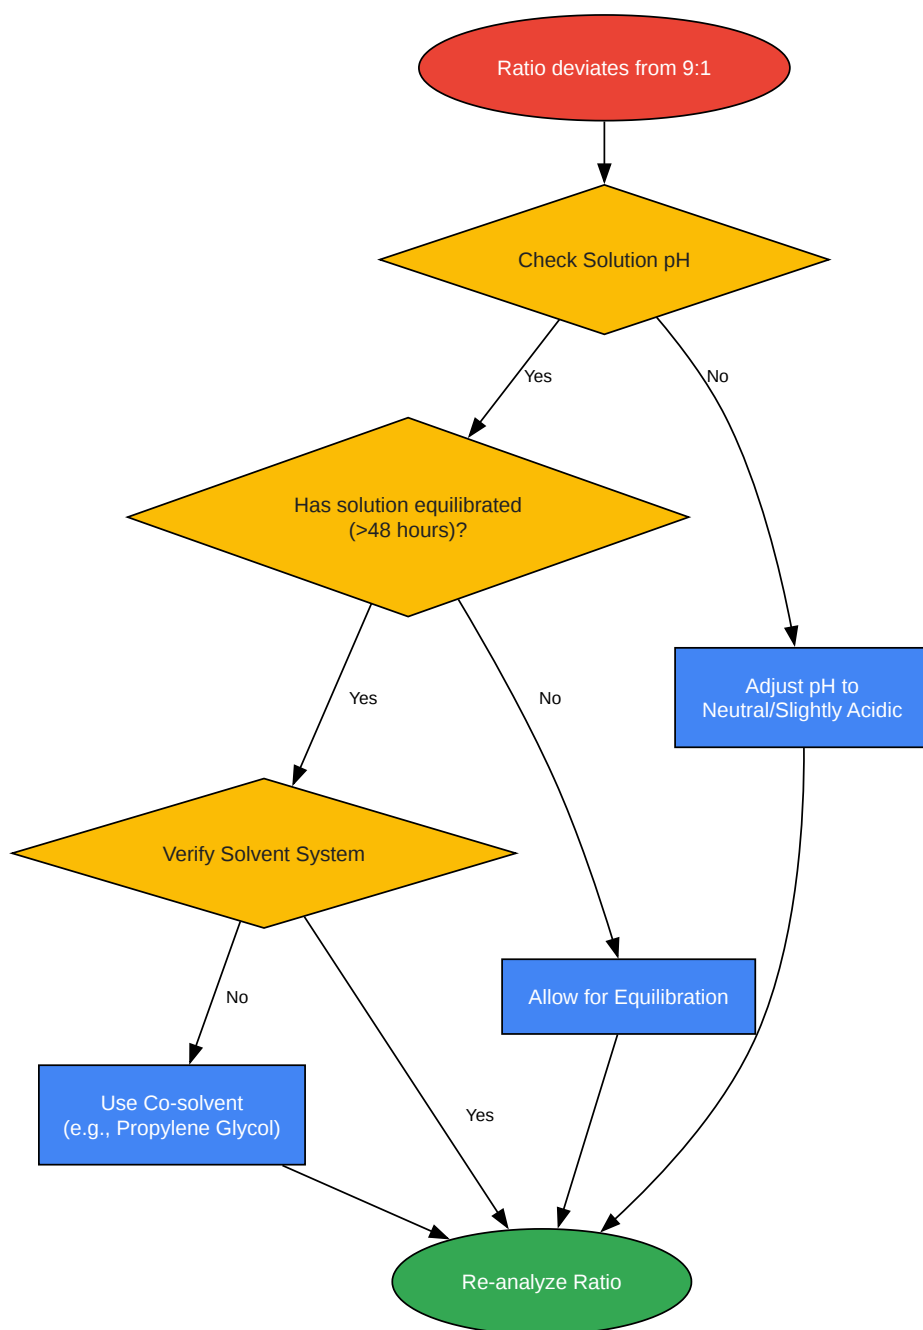 Ratio deviates from 9:1
Check Solution pH
Yes
No
Has solution equilibrated
(>48 hours)?
Yes
No
Adjust pH to
Neutral/Slightly Acidic
Verify Solvent System
No
Yes
Allow for Equilibration
Use Co-solvent
(e.g., Propylene Glycol)
Re-analyze Ratio